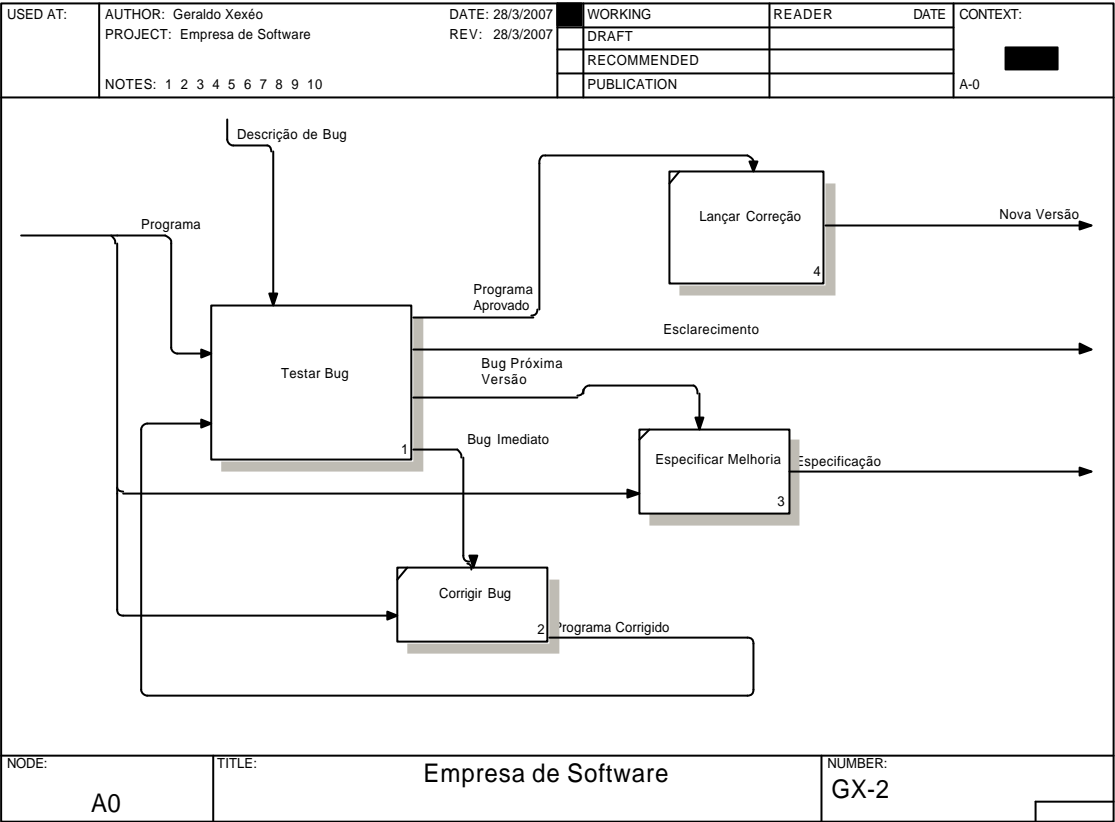 USED AT:
AUTHOR: Geraldo Xexéo
DATE: 28/3/2007
PROJECT: Empresa de Software
REV: 28/3/2007
NOTES: 1 2 3 4 5 6 7 8 9 10
WORKING
DRAFT
RECOMMENDED
PUBLICATION
READER DATE
CONTEXT:
A-0
Descrição de Bug
Programa
Lançar Correção
4
Nova Versão
Programa
Aprovado
Esclarecimento
Testar Bug
1
Bug Próxima
Versão
Bug Imediato
Especificar Melhoria
3
Especificação
Corrigir Bug
2
Programa Corrigido
NODE:
A0
TITLE:
Empresa de Software
NUMBER:
GX-2